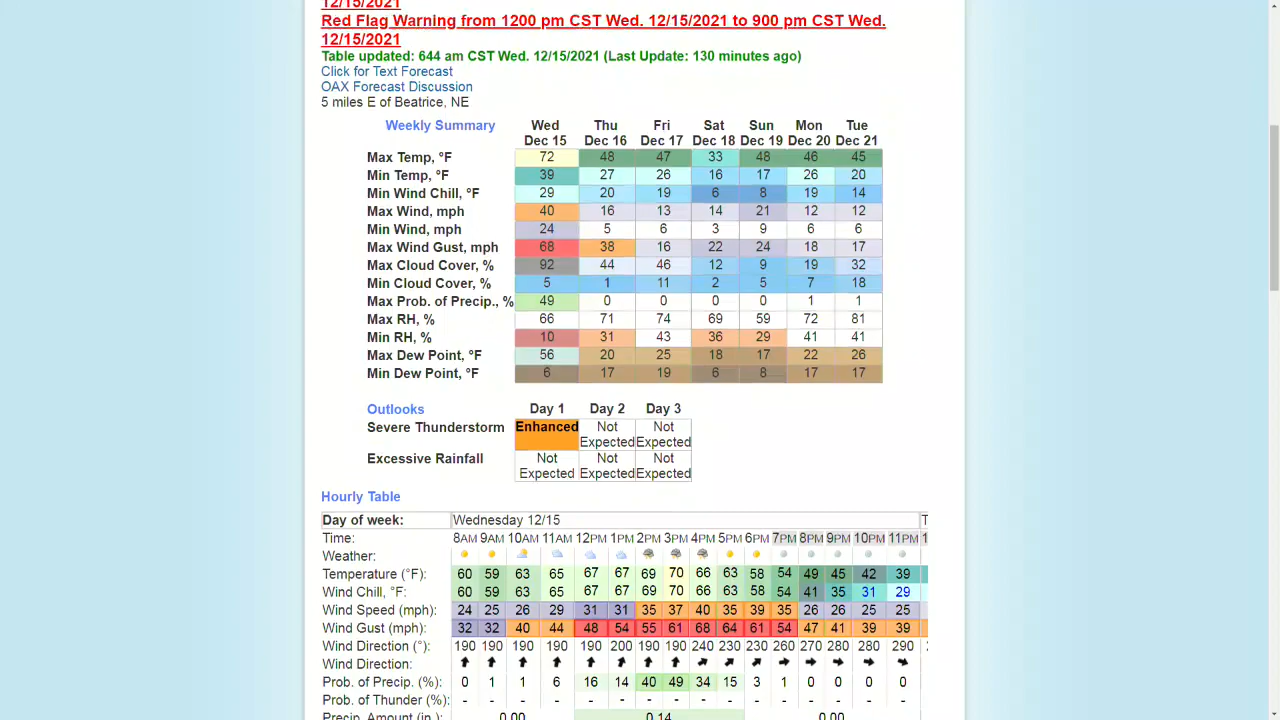 12/15/2021
Red Flag Warning from 1200 pm CST Wed. 12/15/2021 to 900 pm CST Wed.
12/15/2021
Table updated: 644 am CST Wed. 12/15/2021 (Last Update: 130 minutes ago)
Click for Text Forecast
OAX Forecast Discussion
5 miles E of Beatrice, NE
Weekly Summary Wed Thu Fri Sat Sun Mon Tue
Dec 15 Dec 16 Dec 17 Dec 18 Dec 19 Dec 20 Dec 21
Max Temp, °F 72 48 47 33 48 46 45
Min Temp, °F 39 27 26 16 17 26 20
Min Wind Chill, °F 29 20 19 6 8 19 14
Max Wind, mph 40 16 13 14 21 12 12
Min Wind, mph 24 5 6 3 9 6 6
Max Wind Gust, mph 68 38 16 22 24 18 17
Max Cloud Cover, % 92 44 46 12 9 19 32
Min Cloud Cover, % 5 1 11 2 5 7 18
Max Prob. of Precip., % 49 0 0 0 0 1 1
Max RH, % 66 71 74 69 59 72 81
Min RH, % 10 31 43 36 29 41 41
Max Dew Point, °F 56 20 25 18 17 22 26
Min Dew Point, °F 6 17 19 6 8 17 17
Outlooks Day 1 Day 2 Day 3
Severe Thunderstorm Enhanced Not Not
Expected Expected
Excessive Rainfall Not Not Not
Expected Expected Expected
Hourly Table
Day of week: Wednesday 12/15 T
Time: 8AM 9AM 10AM 11AM 12PM 1PM 2PM 3PM 4PM 5PM 6PM 7PM 8PM 9PM 10PM 11PM 1
Weather:
Temperature (°F): 60 59 63 65 67 67 69 70 66 63 58 54 49 45 42 39
Wind Chill, °F: 60 59 63 65 67 67 69 70 66 63 58 54 41 35 31 29
Wind Speed (mph): 24 25 26 29 31 31 35 37 40 35 39 35 26 26 25 25
Wind Gust (mph): 32 32 40 44 48 54 55 61 68 64 61 54 47 41 39 39
Wind Direction (°): 190 190 190 190 190 200 190 190 240 230 230 260 270 280 280 290
Wind Direction:
Prob. of Precip. (%): 0 1 1 6 16 14 40 49 34 15 3 1 0 0 0 0
Prob. of Thunder (%): - - - - - - - - - - - - - - - -
Precip. Amount (in.) 0.00 0.14 0.00